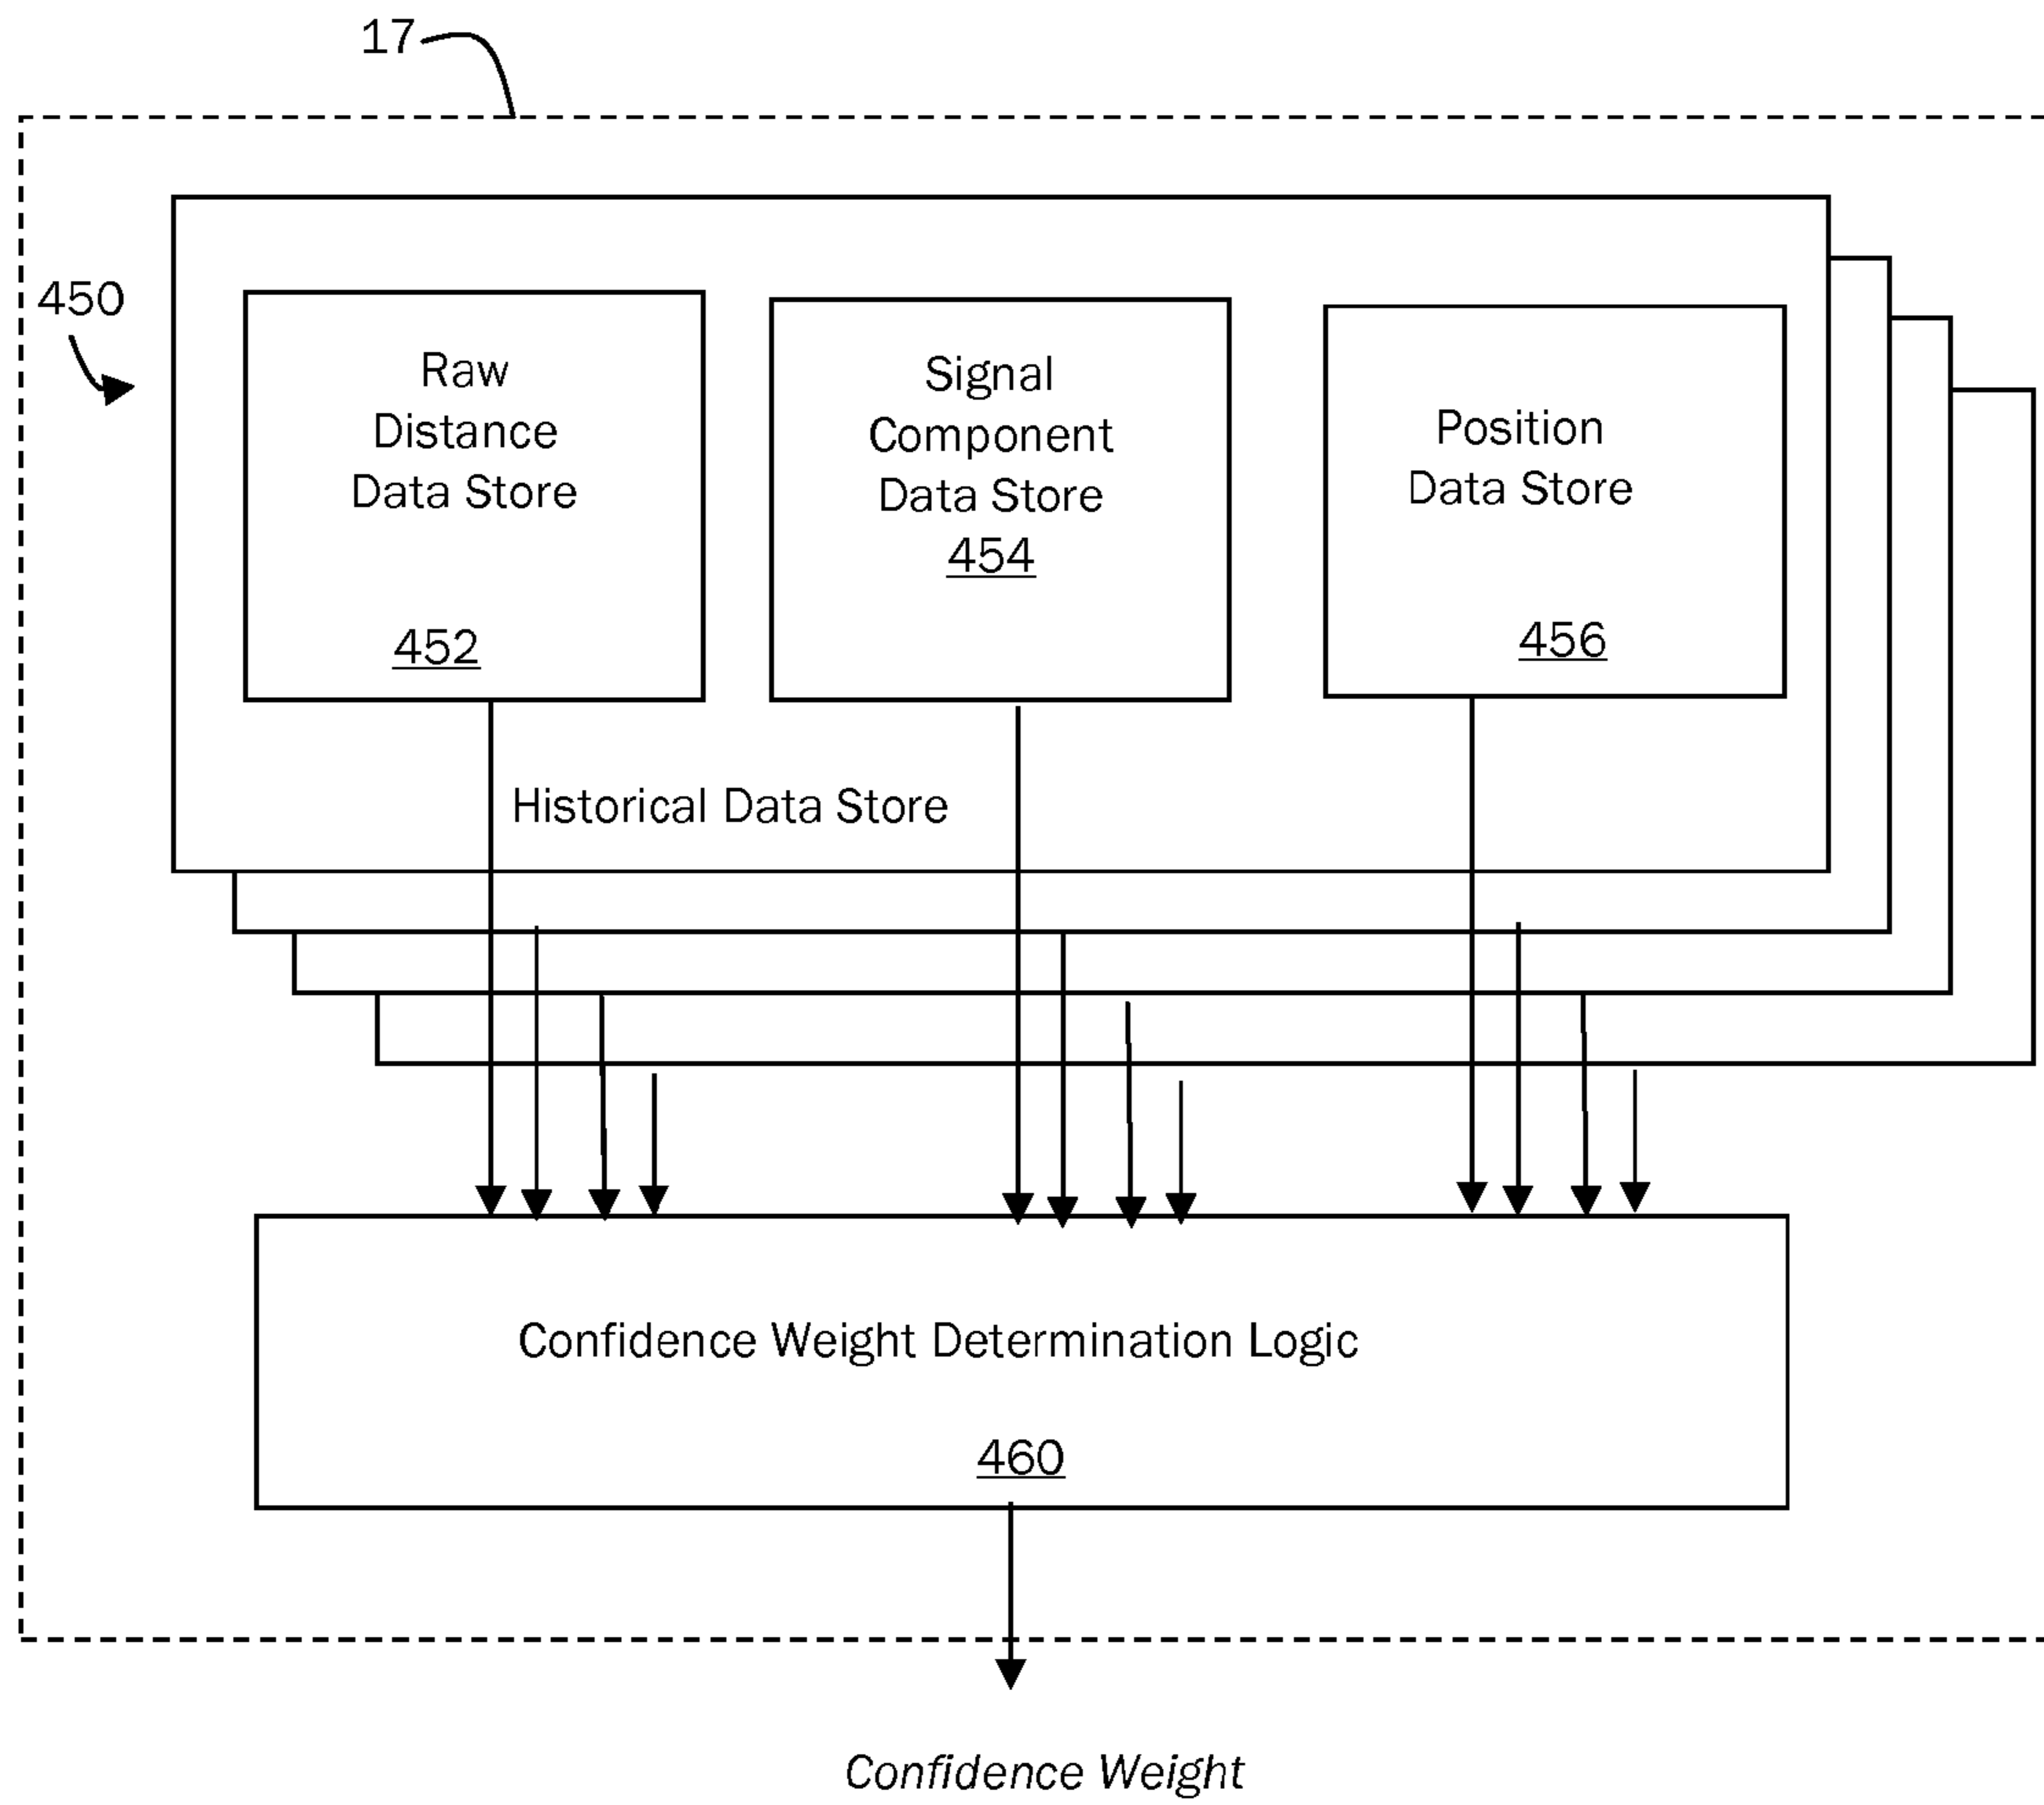 17
450
Raw
Distance
Data Store
452
Signal
Component
Data Store
454
Position
Data Store
456
Historical Data Store
Confidence Weight Determination Logic
460
Confidence Weight